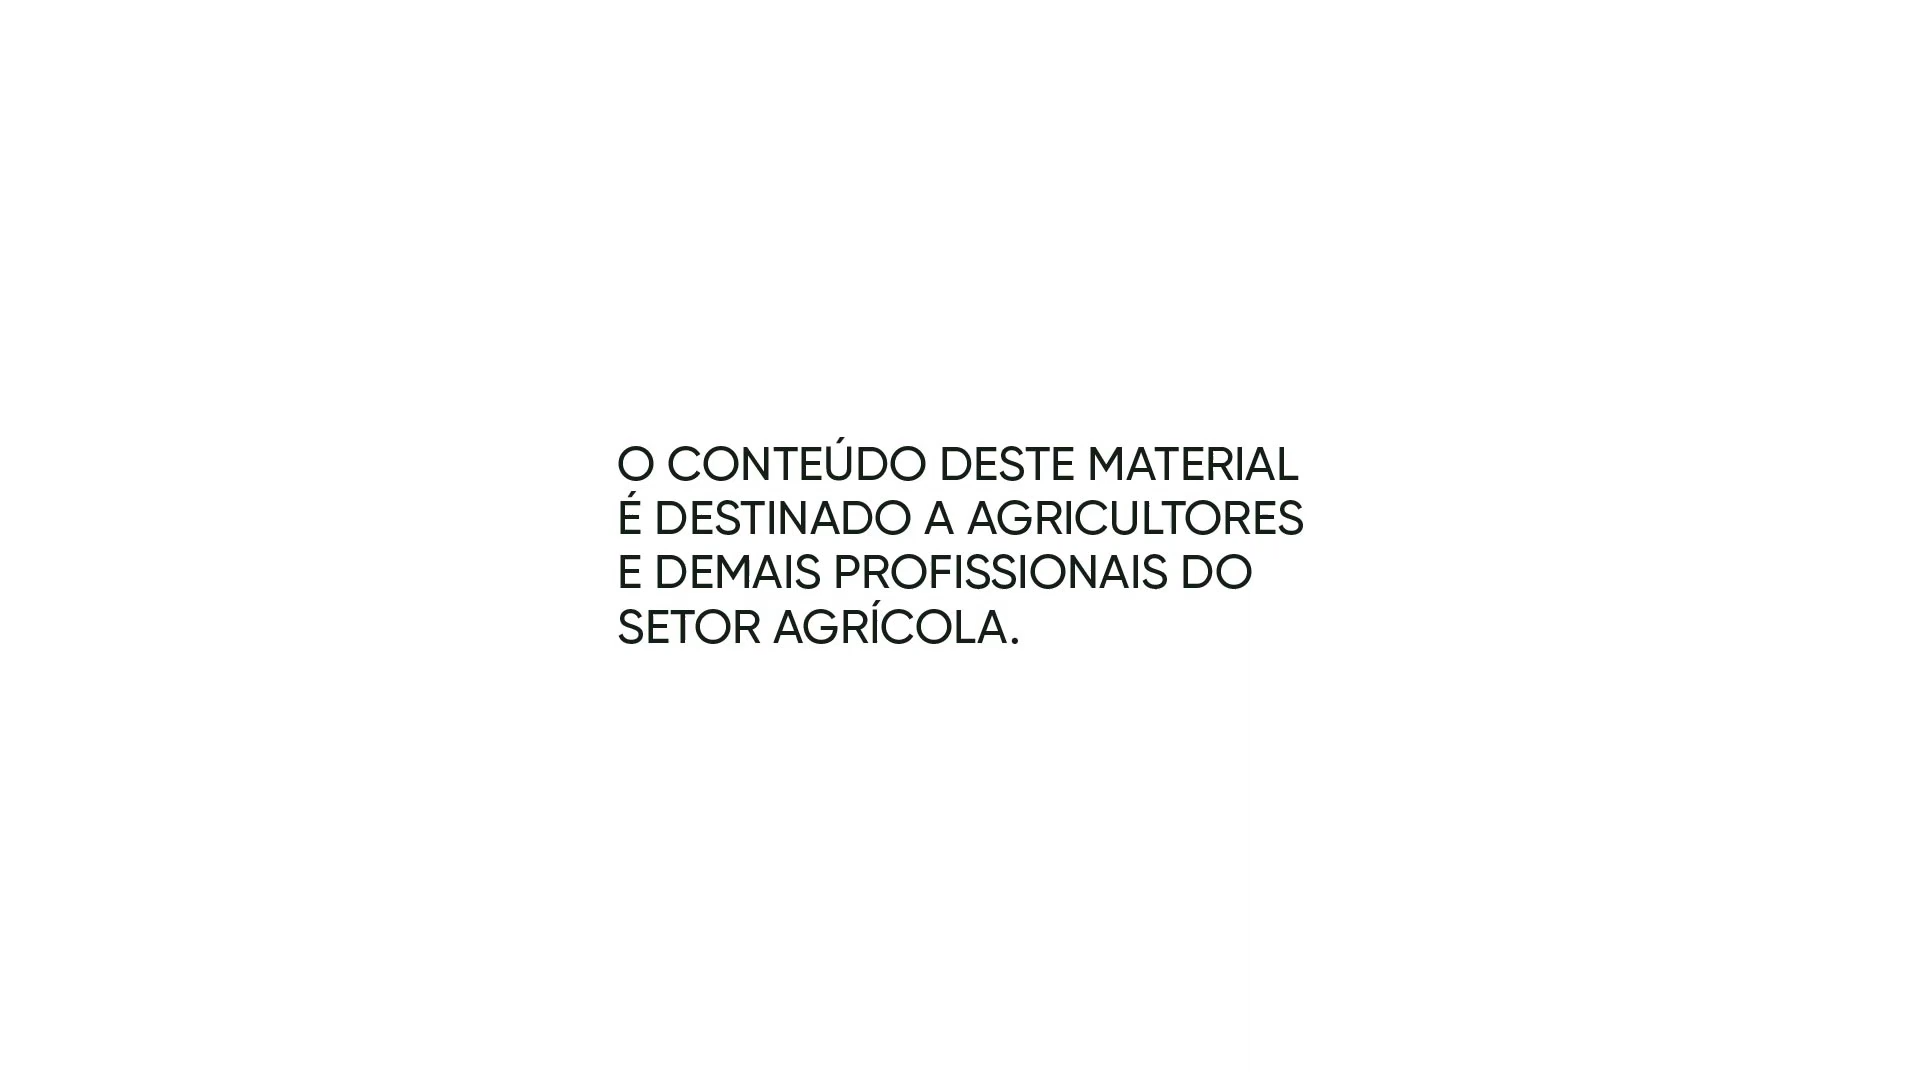 O CONTEÚDO DESTE MATERIAL
É DESTINADO A AGRICULTORES
E DEMAIS PROFISSIONAIS DO
SETOR AGRÍCOLA.